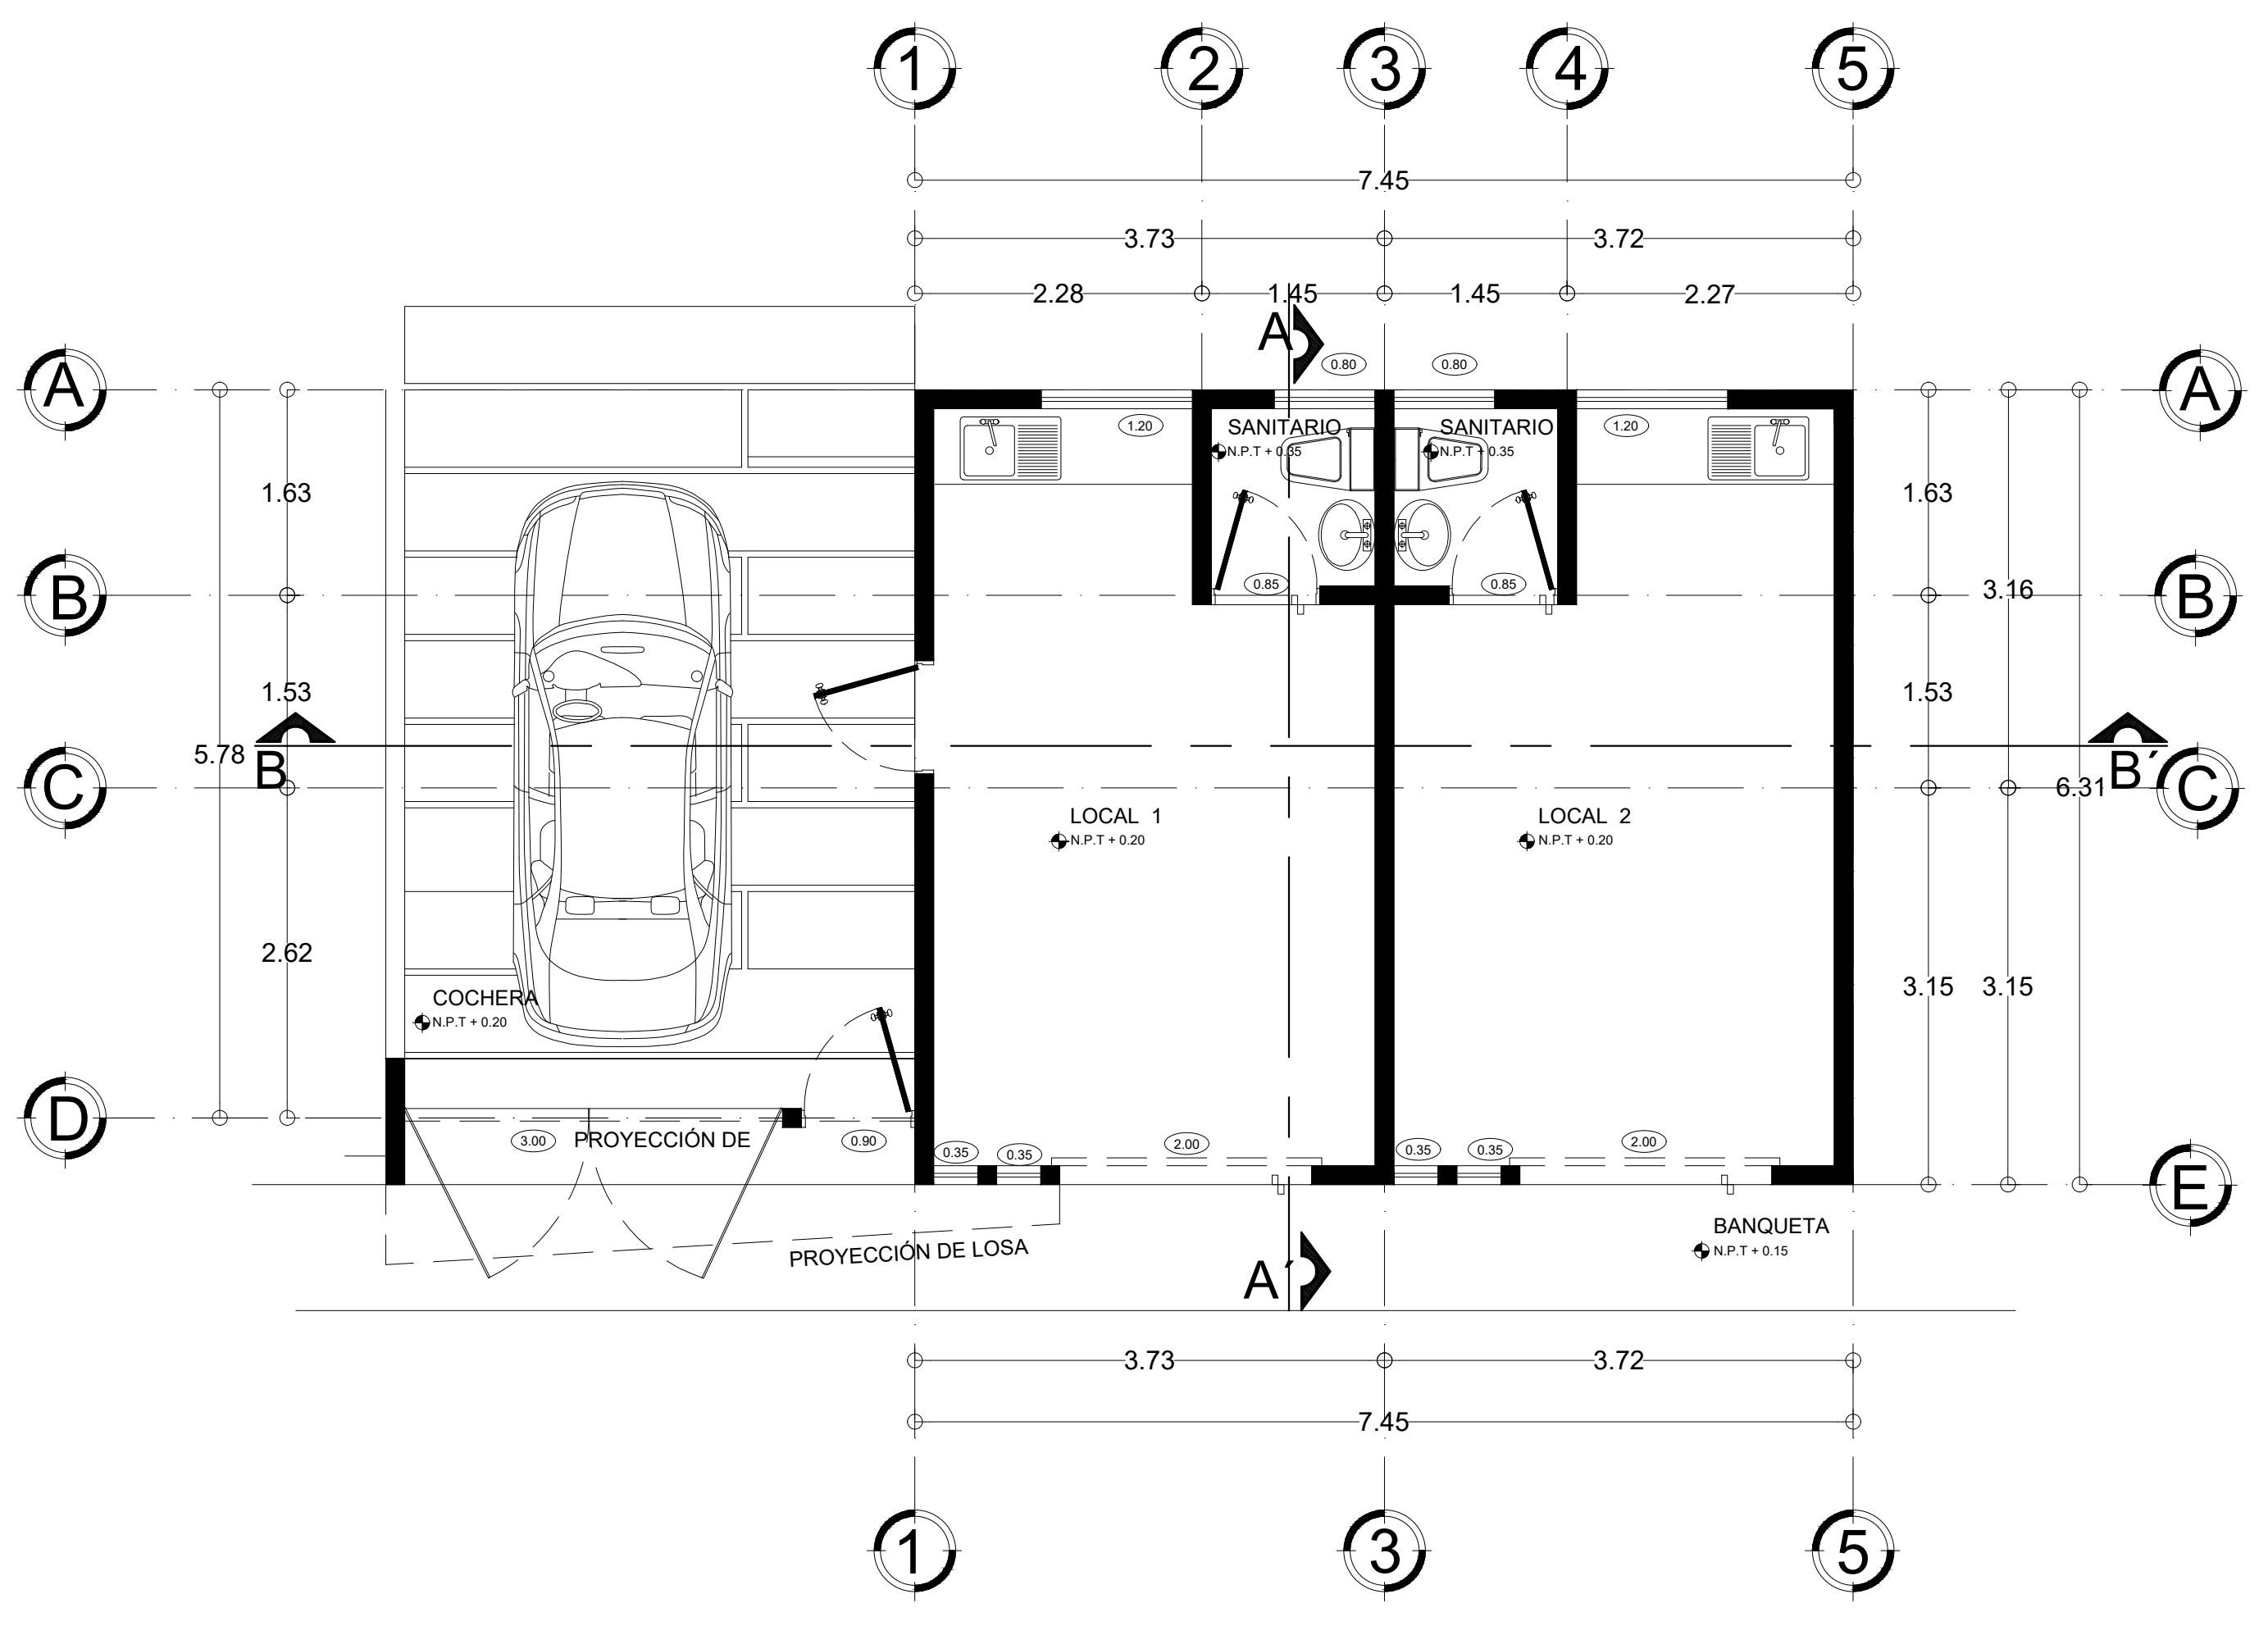 1 2 3 4 5
7.45
3.73 3.72
2.28 1.45 1.45 2.27
A
0.80 0.80
A A
1.20 SANITARIO SANITARIO 1.20
N.P.T + 0.35 N.P.T + 0.35
1.63 1.63
0.85 0.85
B 3.16 B
1.53 1.53
5.78 B B´
C 6.31 C
LOCAL 1 LOCAL 2
N.P.T + 0.20 N.P.T + 0.20
2.62 3.15 3.15
COCHERA
N.P.T + 0.20
D
3.00 PROYECCIÓN DE 0.90 0.35 0.35 2.00 0.35 0.35 2.00
E
BANQUETA
N.P.T + 0.15
PROYECCIÓN DE LOSA
A´
3.73 3.72
7.45
1 3 5